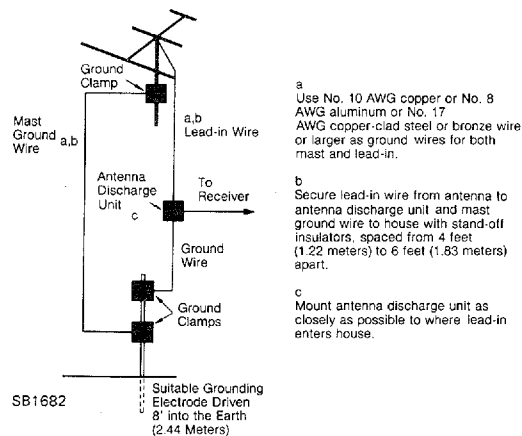 Ground
Clamp
Mast
Ground
Wire
a,b
a,b
Lead-in Wire
Antenna
Discharge
Unit
c
To
Receiver
Ground
Wire
Ground
Clamps
Suitable Grounding
Electrode Driven
8' into the Earth
(2.44 Meters)
SB1682
a
Use No. 10 AWG copper or No. 8
AWG aluminum or No. 17
AWG copper-clad steel or bronze wire
or larger as ground wires for both
mast and lead-in.
b
Secure lead-in wire from antenna to
antenna discharge unit and mast
ground wire to house with stand-off
insulators, spaced from 4 feet
(1.22 meters) to 6 feet (1.83 meters)
apart.
c
Mount antenna discharge unit as
closely as possible to where lead-in
enters house.